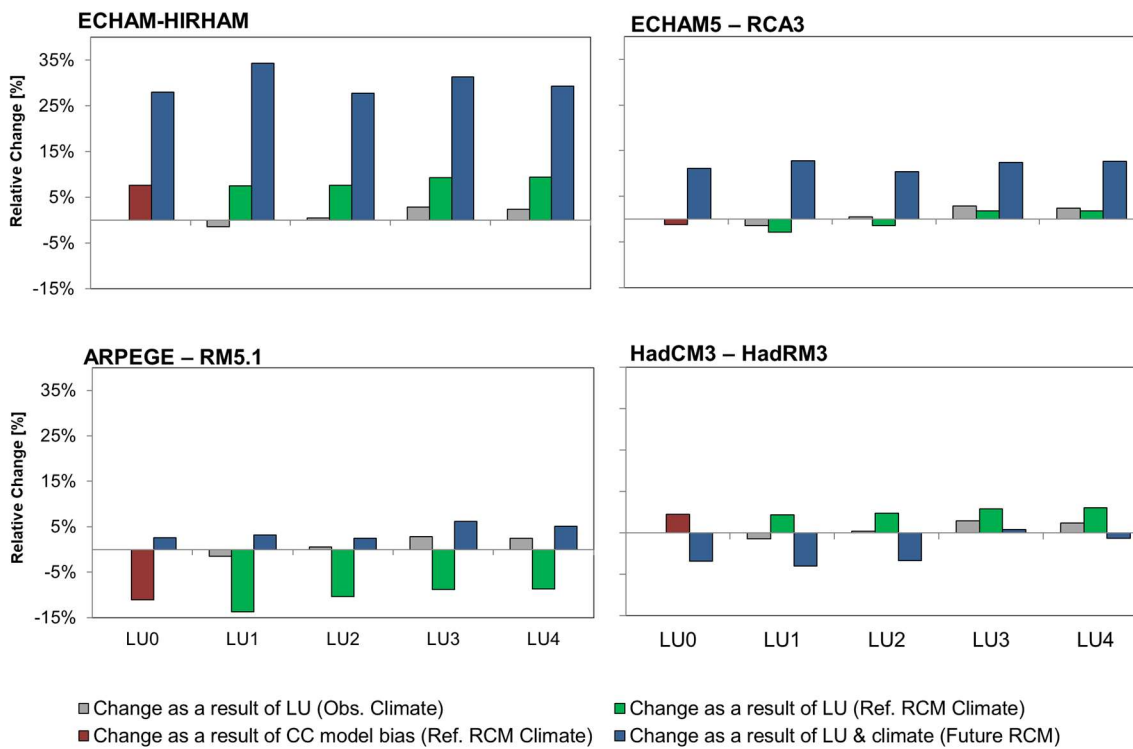 ECHAM-HIRHAM
ECHAM5 – RCA3
Relative Change [%]
35%
25%
15%
5%
-5%
-15%
ARPEGE – RM5.1
HadCM3 – HadRM3
Relative Change [%]
35%
25%
15%
5%
-5%
-15%
LU0 LU1 LU2 LU3 LU4
LU0 LU1 LU2 LU3 LU4
Change as a result of LU (Obs. Climate)
Change as a result of LU (Ref. RCM Climate)
Change as a result of CC model bias (Ref. RCM Climate)
Change as a result of LU & climate (Future RCM)